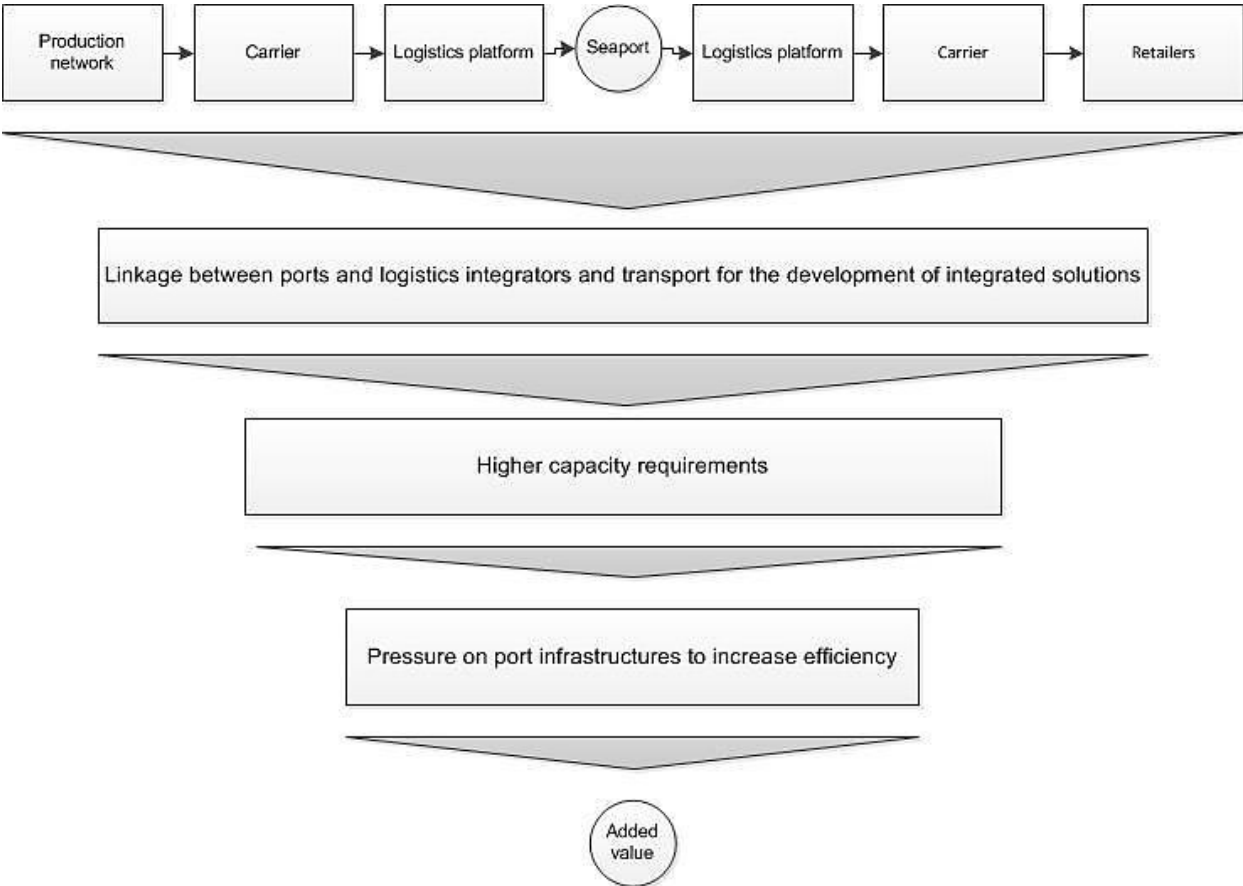 Production
network
Carrier
Logistics platform
Seaport
Logistics platform
Carrier
Retailers
Linkage between ports and logistics integrators and transport for the development of integrated solutions
Higher capacity requirements
Pressure on port infrastructures to increase efficiency
Added
value